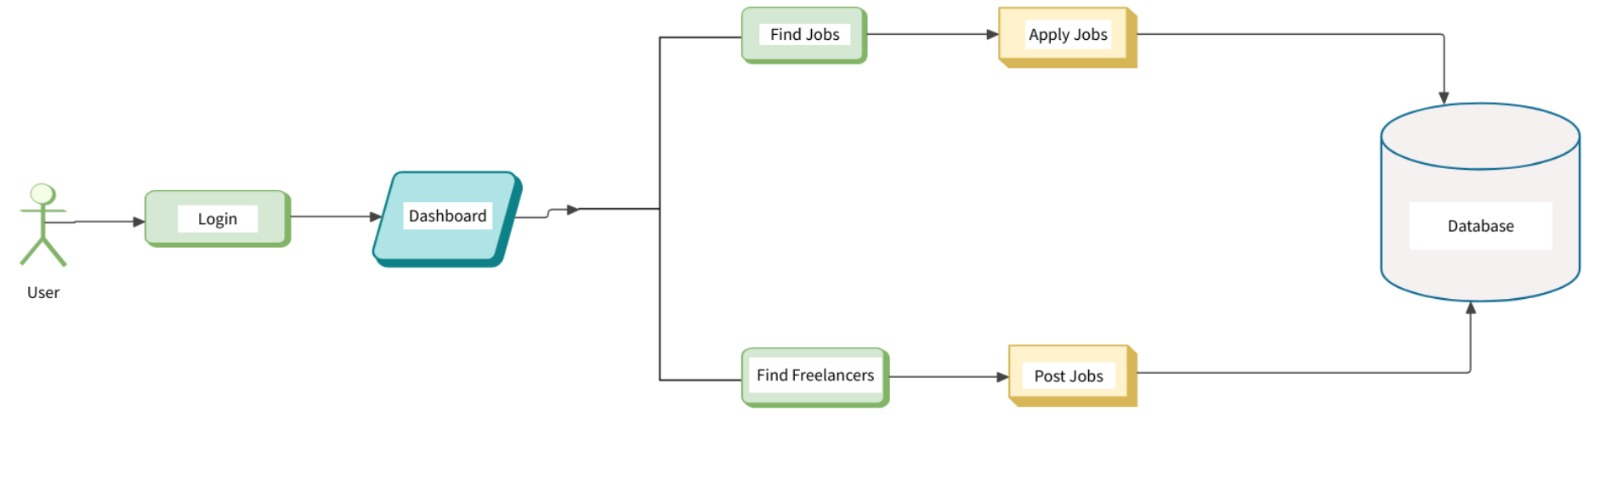 Find Jobs
Apply Jobs
Login
Dashboard
Database
User
Find Freelancers
Post Jobs